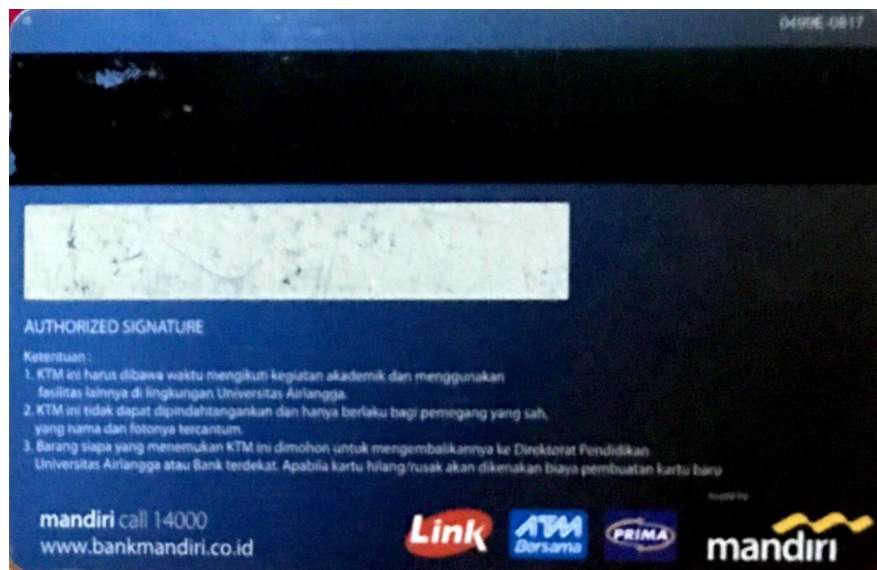 0499E-0817
AUTHORIZED SIGNATURE
Ketentuan :
1. KTM ini harus dibawa waktu mengikuti kegiatan akademik dan menggunakan
fasilitas lainnya di lingkungan Universitas Airlangga.
2. KTM ini tidak dapat dipindahtangankan dan hanya berlaku bagi pemegang yang sah,
yang nama dan fotonya tercantum.
3. Barang siapa yang menemukan KTM ini dimohon untuk mengembalikannya ke Direktorat Pendidikan
Universitas Airlangga atau Bank terdekat. Apabila kartu hilang/rusak akan dikenakan biaya pembuatan kartu baru
mandiri call 14000
www.bankmandiri.co.id
Link
ATM
Bersama
PRIMA
mandiri